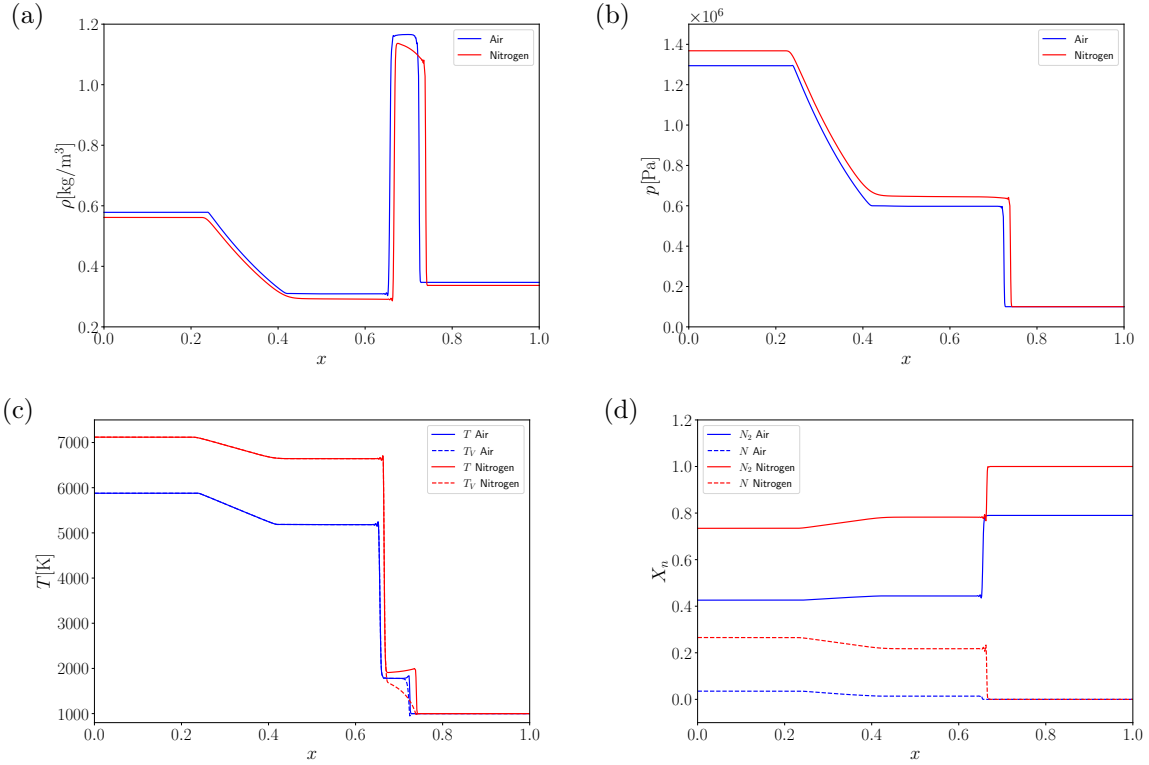 (a)
1.2
1.0
0.8
0.6
0.4
0.2
ρ[kg/m³]
0.0 0.2 0.4 0.6 0.8 1.0
x
Air
Nitrogen
(b)
×10⁶
1.4
1.2
1.0
0.8
0.6
0.4
0.2
0.0
p[Pa]
0.0 0.2 0.4 0.6 0.8 1.0
x
Air
Nitrogen
(c)
7000
6000
5000
4000
3000
2000
1000
T[K]
0.0 0.2 0.4 0.6 0.8 1.0
x
T Air
T_V Air
T Nitrogen
T_V Nitrogen
(d)
1.2
1.0
0.8
0.6
0.4
0.2
0.0
X_n
0.0 0.2 0.4 0.6 0.8 1.0
x
N₂ Air
N Air
N₂ Nitrogen
N Nitrogen